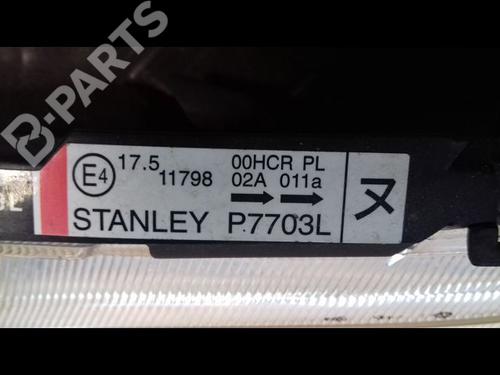 B-PARTS
E4 17.5 00HCR PL
11798 02A 011a
STANLEY P7703L
ヌ